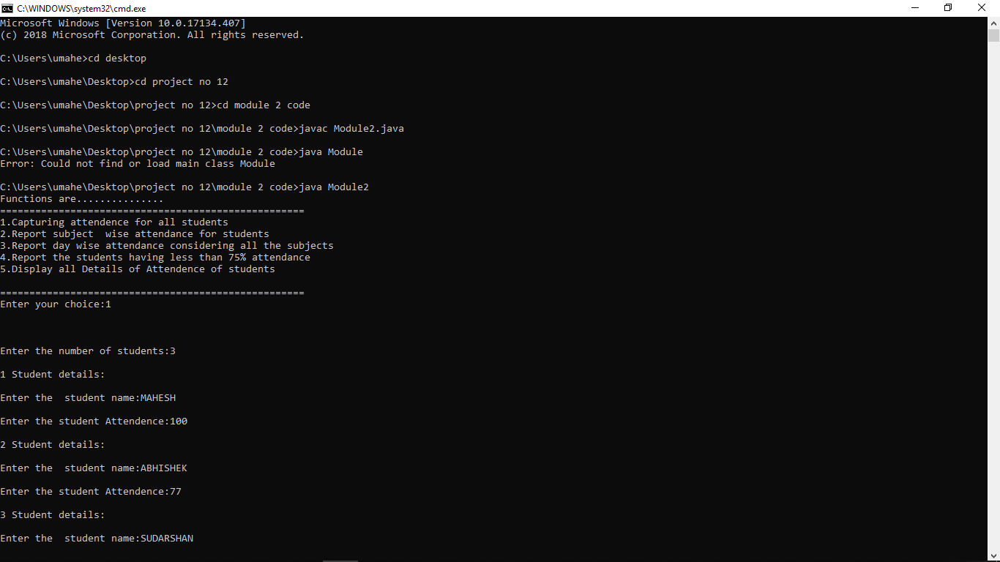 C:\WINDOWS\system32\cmd.exe
Microsoft Windows [Version 10.0.17134.407]
(c) 2018 Microsoft Corporation. All rights reserved.
C:\Users\umahe>cd desktop
C:\Users\umahe\Desktop>cd project no 12
C:\Users\umahe\Desktop\project no 12>cd module 2 code
C:\Users\umahe\Desktop\project no 12\module 2 code>javac Module2.java
C:\Users\umahe\Desktop\project no 12\module 2 code>java Module
Error: Could not find or load main class Module
C:\Users\umahe\Desktop\project no 12\module 2 code>java Module2
Functions are...............
====================================================
1.Capturing attendence for all students
2.Report subject  wise attendance for students
3.Report day wise attendance considering all the subjects
4.Report the students having less than 75% attendance
5.Display all Details of Attendence of students
====================================================
Enter your choice:1
Enter the number of students:3
1 Student details:
Enter the  student name:MAHESH
Enter the student Attendence:100
2 Student details:
Enter the  student name:ABHISHEK
Enter the student Attendence:77
3 Student details:
Enter the  student name:SUDARSHAN